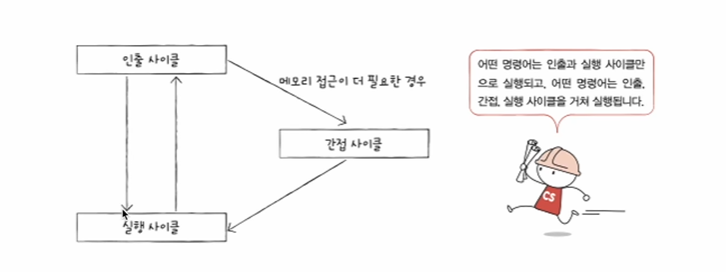 인출 사이클
메모리 접근이 더 필요한 경우
간접 사이클
실행 사이클
어떤 명령어는 인출과 실행 사이클만
으로 실행되고, 어떤 명령어는 인출,
간접, 실행 사이클을 거쳐 실행됩니다.
CS